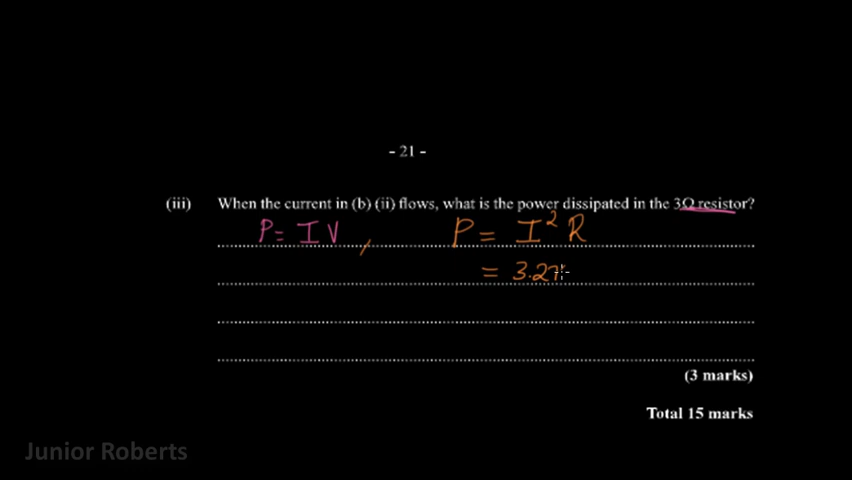 - 21 -
(iii) When the current in (b) (ii) flows, what is the power dissipated in the 3Ω resistor?
P = I V , P = I² R
= 3.27
(3 marks)
Total 15 marks
Junior Roberts